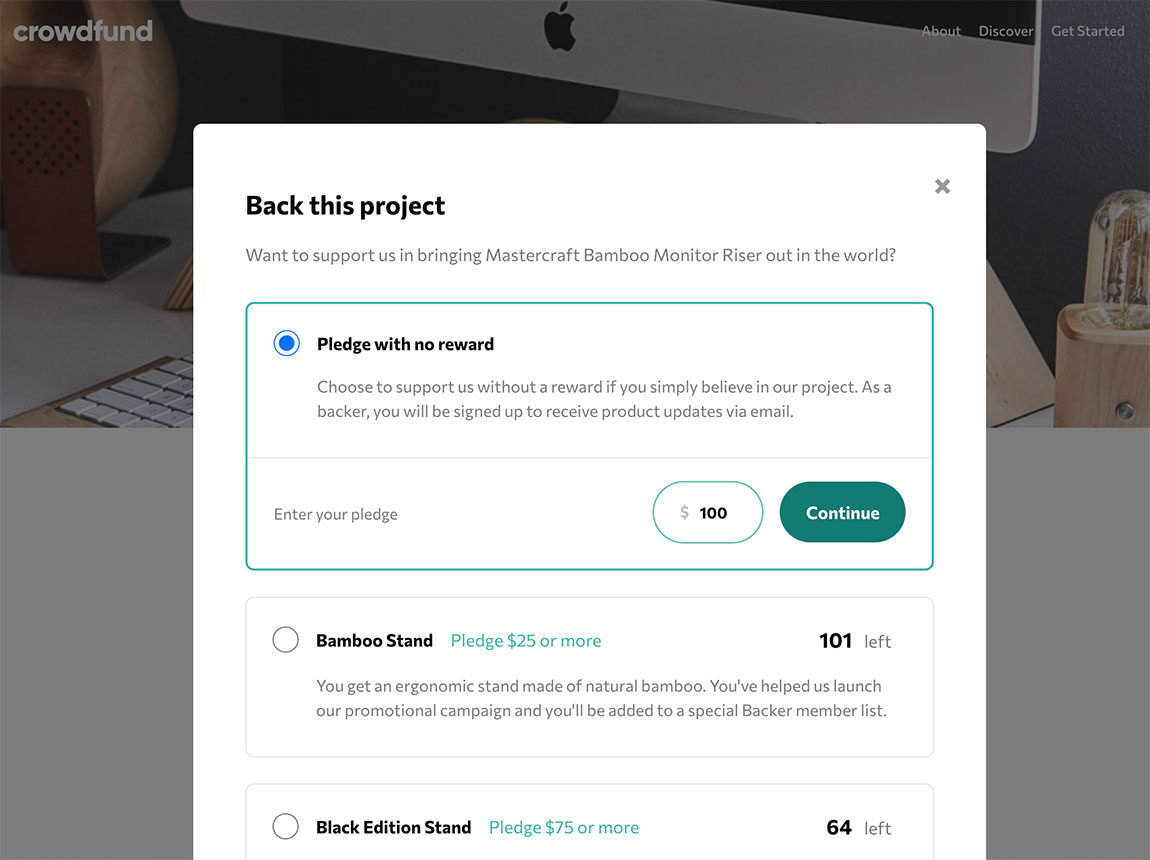 crowdfund
About Discover Get Started
Back this project
Want to support us in bringing Mastercraft Bamboo Monitor Riser out in the world?
Pledge with no reward
Choose to support us without a reward if you simply believe in our project. As a
backer, you will be signed up to receive product updates via email.
Enter your pledge $ 100 Continue
Bamboo Stand Pledge $25 or more 101 left
You get an ergonomic stand made of natural bamboo. You've helped us launch
our promotional campaign and you'll be added to a special Backer member list.
Black Edition Stand Pledge $75 or more 64 left